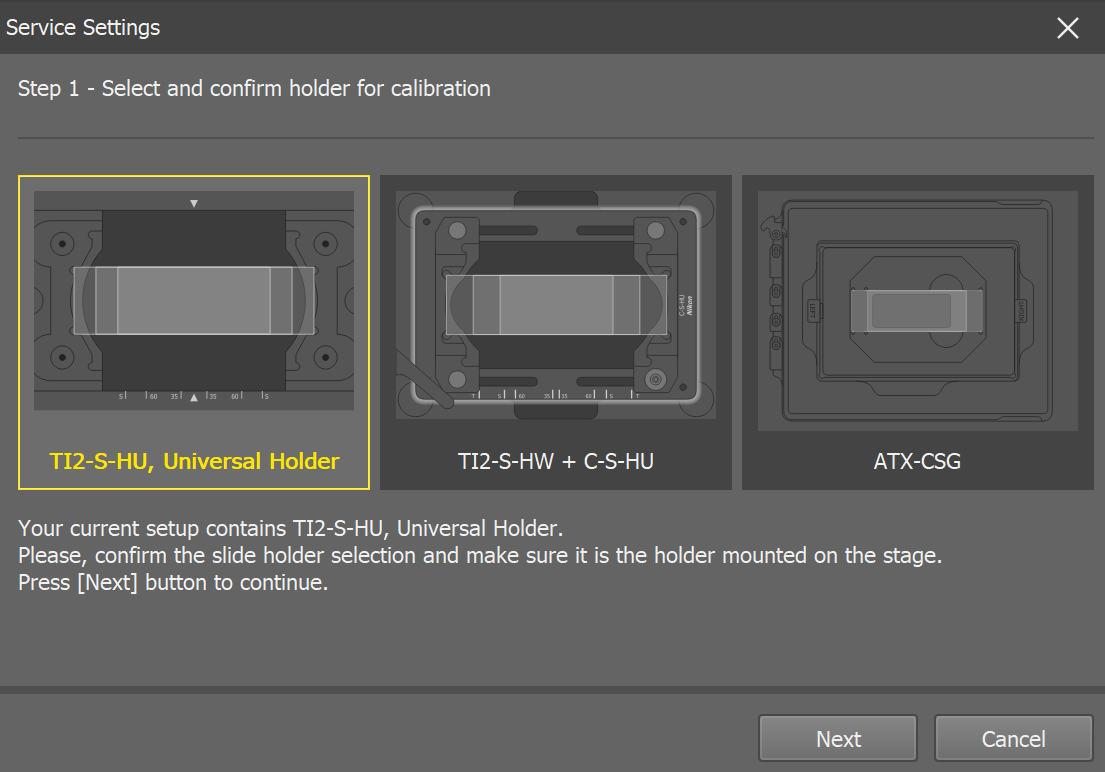 Service Settings
Step 1 - Select and confirm holder for calibration
S 60 35 35 60 S
C-S-HU
Nikon
T S 60 35 35 60 S T
LEFT
TI2-S-HU, Universal Holder
TI2-S-HW + C-S-HU
ATX-CSG
Your current setup contains TI2-S-HU, Universal Holder.
Please, confirm the slide holder selection and make sure it is the holder mounted on the stage.
Press [Next] button to continue.
Next
Cancel